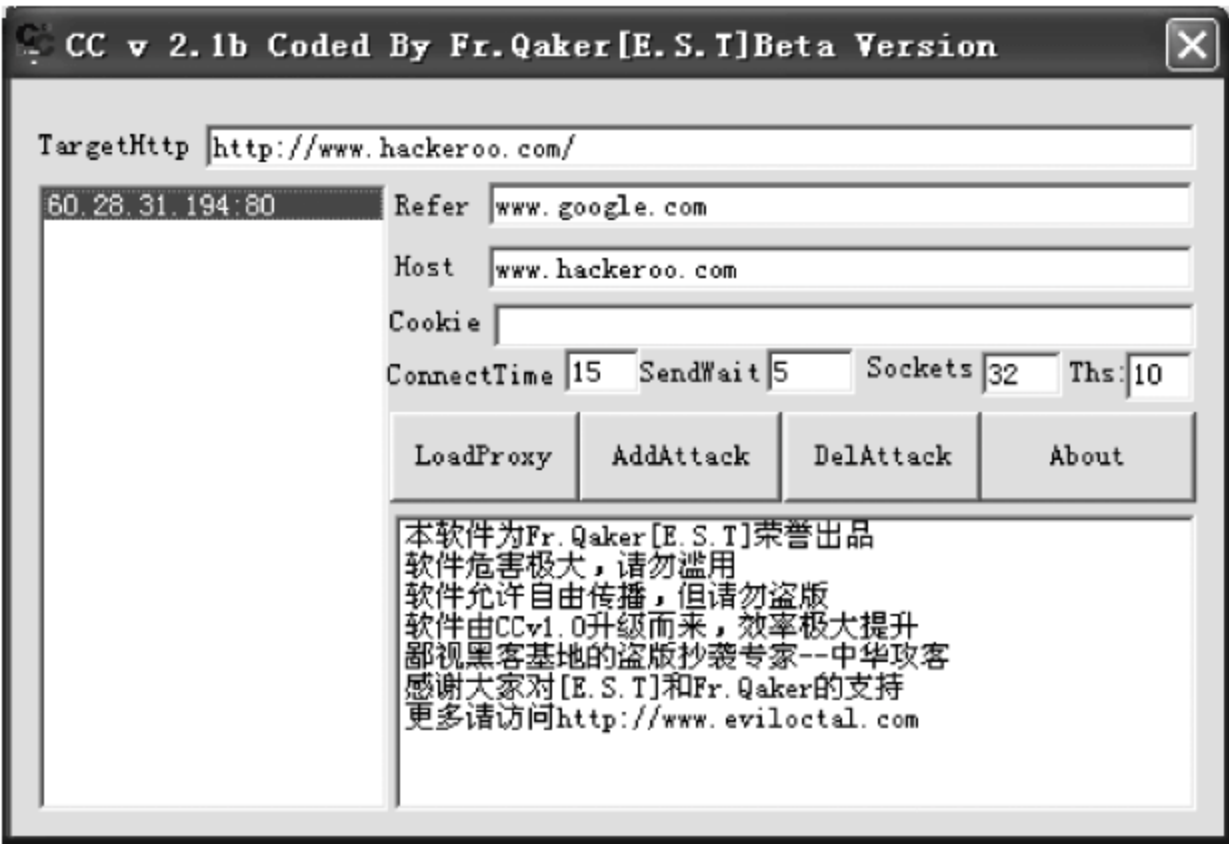 CC v 2.1b Coded By Fr.Qaker[E.S.T]Beta Version
TargetHttp http://www.hackeroo.com/
60.28.31.194:80
Refer www.google.com
Host www.hackeroo.com
Cookie
ConnectTime 15 SendWait 5 Sockets 32 Ths: 10
LoadProxy AddAttack DelAttack About
本软件为Fr.Qaker[E.S.T]荣誉出品
软件危害极大，请勿滥用
软件允许自由传播，但请勿盗版
软件由CCv1.0升级而来，效率极大提升
鄙视黑客基地的盗版抄袭专家--中华攻客
感谢大家对[E.S.T]和Fr.Qaker的支持
更多请访问http://www.eviloctal.com